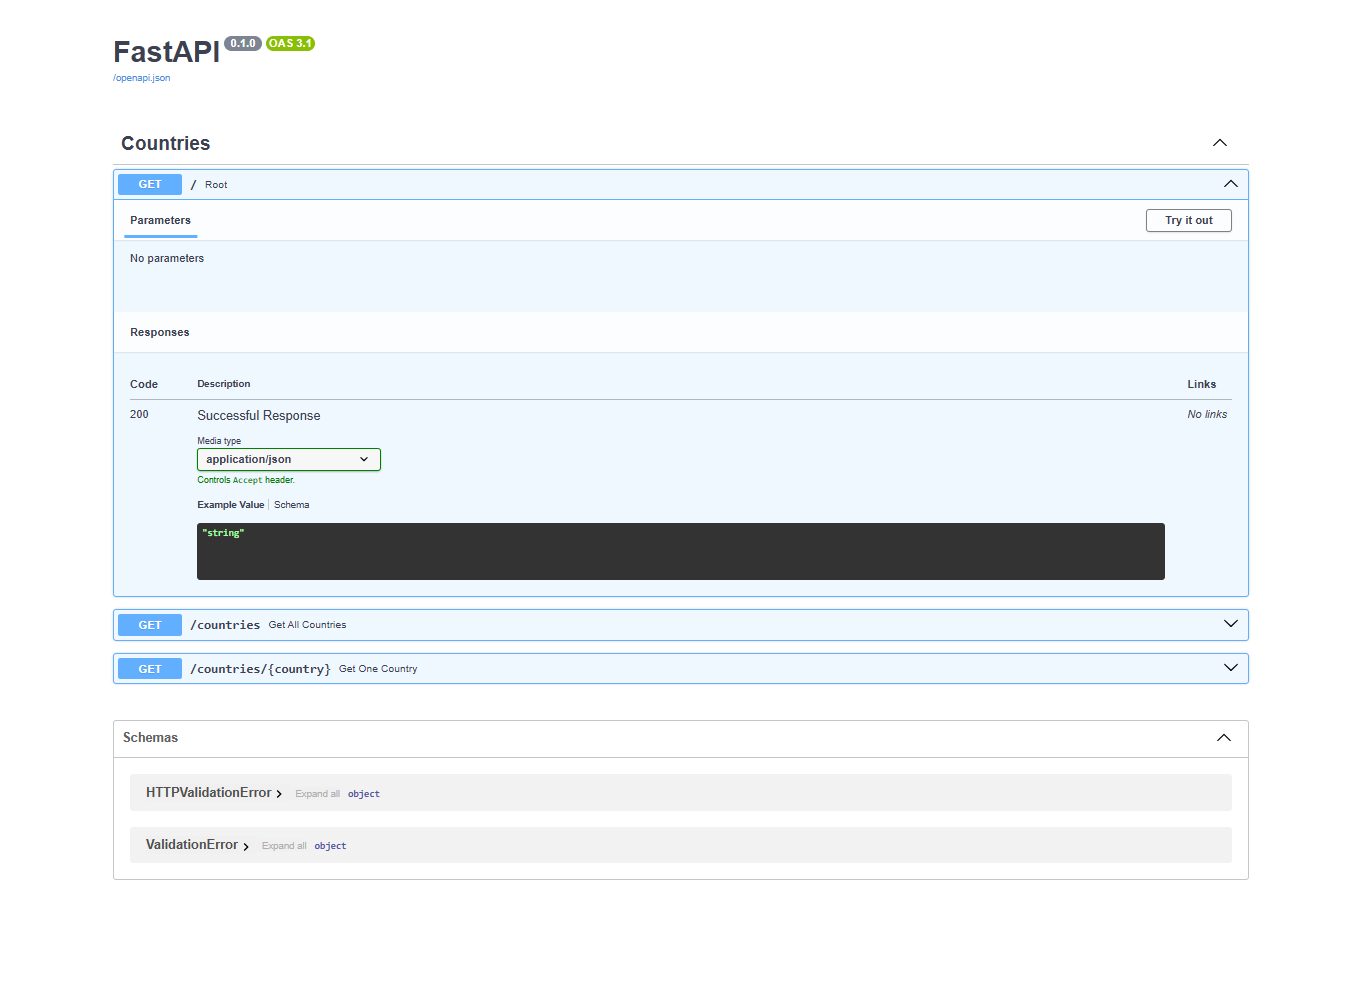 FastAPI 0.1.0 OAS 3.1
/openapi.json
Countries
GET / Root
Parameters Try it out
No parameters
Responses
Code Description Links
200 Successful Response No links
Media type
application/json
Controls Accept header.
Example Value Schema
"string"
GET /countries Get All Countries
GET /countries/{country} Get One Country
Schemas
HTTPValidationError Expand all object
ValidationError Expand all object